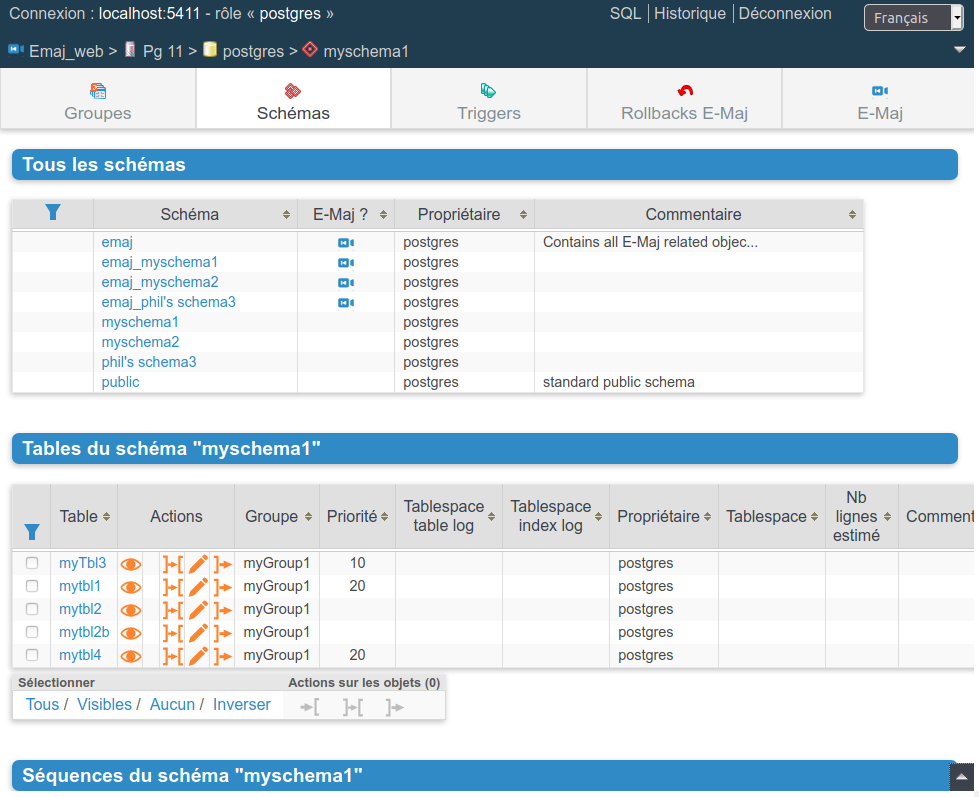 Connexion : localhost:5411 - rôle « postgres » SQL | Historique | Déconnexion Français
Emaj_web > Pg 11 > postgres > myschema1
Groupes Schémas Triggers Rollbacks E-Maj E-Maj
Tous les schémas
Schéma E-Maj ? Propriétaire Commentaire
emaj postgres Contains all E-Maj related objec...
emaj_myschema1 postgres
emaj_myschema2 postgres
emaj_phil's schema3 postgres
myschema1 postgres
myschema2 postgres
phil's schema3 postgres
public postgres standard public schema
Tables du schéma "myschema1"
Table Actions Groupe Priorité Tablespace table log Tablespace index log Propriétaire Tablespace Nb lignes estimé Comment
myTbl3 myGroup1 10 postgres
mytbl1 myGroup1 20 postgres
mytbl2 myGroup1 postgres
mytbl2b myGroup1 postgres
mytbl4 myGroup1 20 postgres
Sélectionner Actions sur les objets (0)
Tous / Visibles / Aucun / Inverser
Séquences du schéma "myschema1"